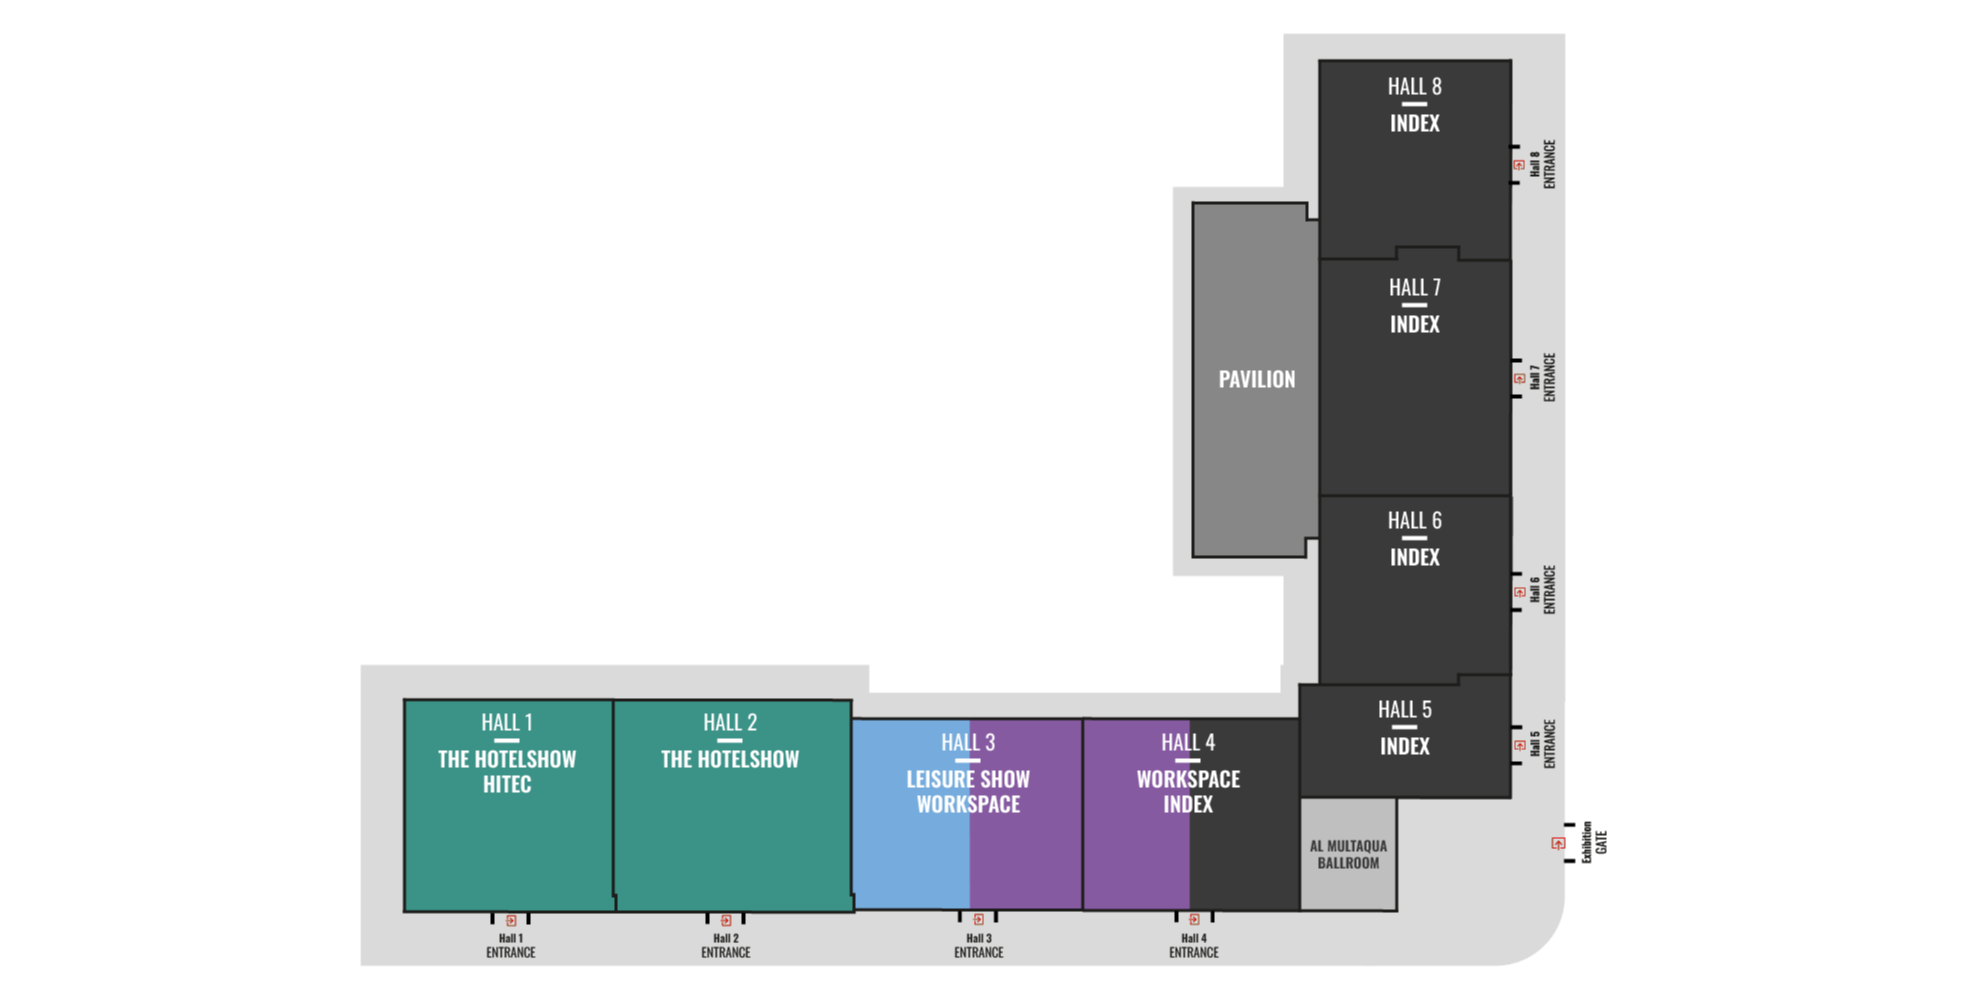 HALL 8
INDEX
Hall 8
ENTRANCE
HALL 7
INDEX
Hall 7
ENTRANCE
PAVILION
HALL 6
INDEX
Hall 6
ENTRANCE
HALL 5
INDEX
Hall 5
ENTRANCE
HALL 1
THE HOTELSHOW
HITEC
HALL 2
THE HOTELSHOW
HALL 3
LEISURE SHOW
WORKSPACE
HALL 4
WORKSPACE
INDEX
AL MULTAQUA
BALLROOM
Exhibition
GATE
Hall 1
ENTRANCE
Hall 2
ENTRANCE
Hall 3
ENTRANCE
Hall 4
ENTRANCE